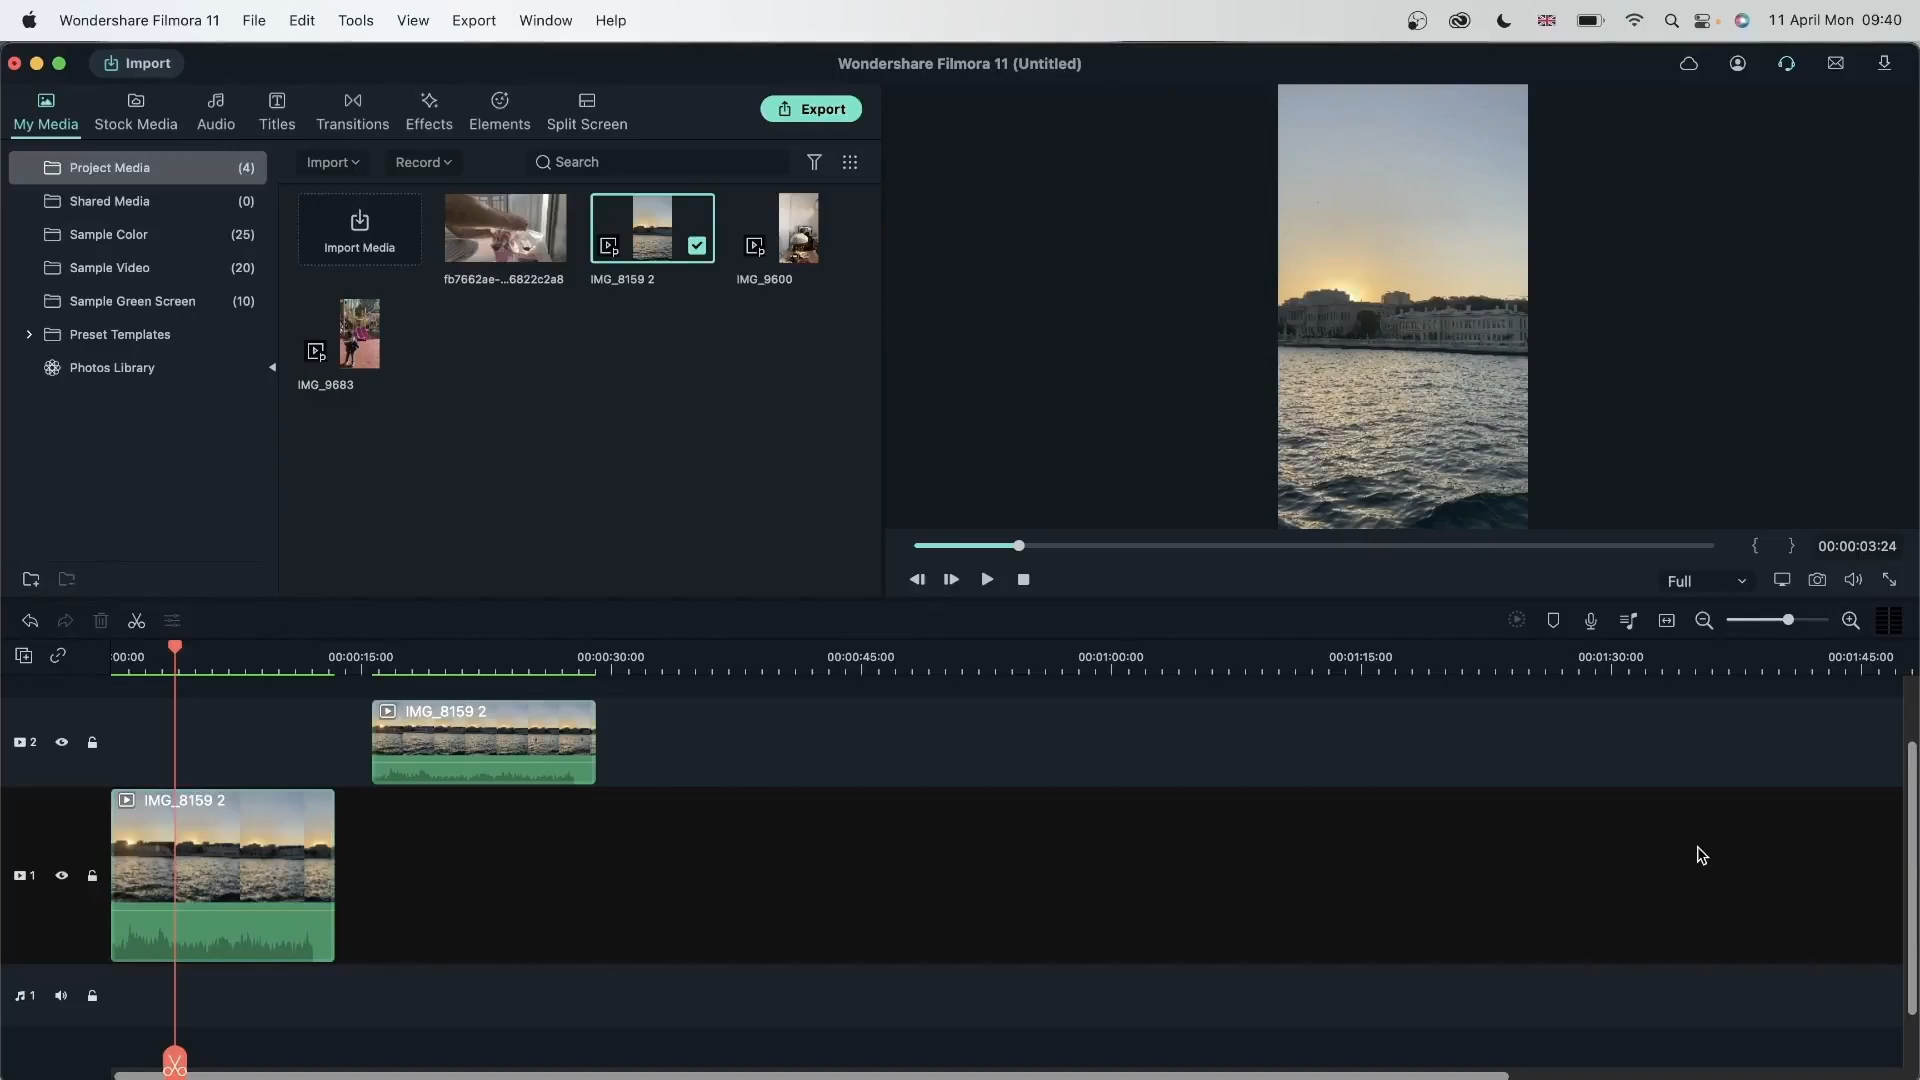 Wondershare Filmora 11 File Edit Tools View Export Window Help 11 April Mon 09:40
Import Wondershare Filmora 11 (Untitled)
My Media Stock Media Audio Titles Transitions Effects Elements Split Screen Export
Project Media (4) Import Record Search
Shared Media (0)
Sample Color (25)
Import Media
Sample Video (20)
fb7662ae-...6822c2a8 IMG_8159 2 IMG_9600
Sample Green Screen (10)
Preset Templates
Photos Library
IMG_9683
{ } 00:00:03:24
Full
:00:00 00:00:15:00 00:00:30:00 00:00:45:00 00:01:00:00 00:01:15:00 00:01:30:00 00:01:45:00
IMG_8159 2
2
IMG_8159 2
1
1